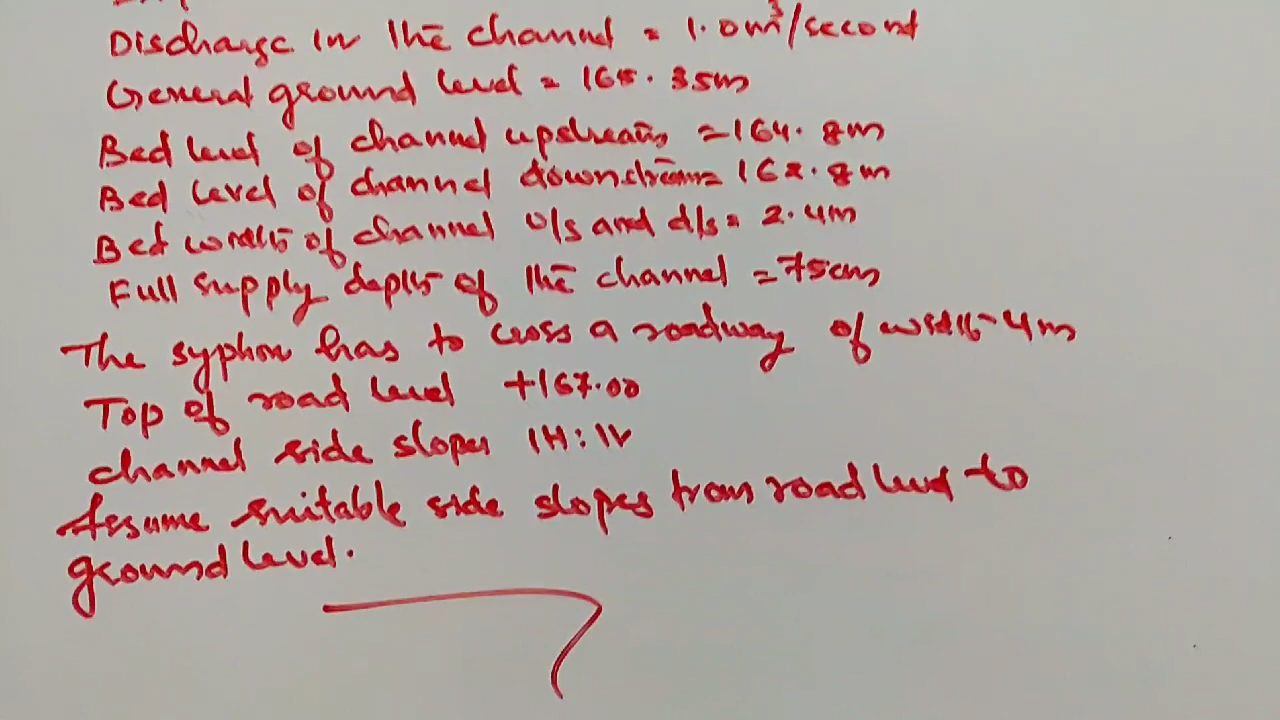 Discharge in the channel = 1.0m³/second
General ground level = 165.35m
Bed level of channel upstream = 164.8m
Bed level of channel downstream = 162.8m
Bed width of channel u/s and d/s = 2.4m
Full supply depth of the channel = 75cm
The syphon has to cross a roadway of width 4m
Top of road level +167.00
channel side slopes 1H:1V
Assume suitable side slopes from road level to
ground level.